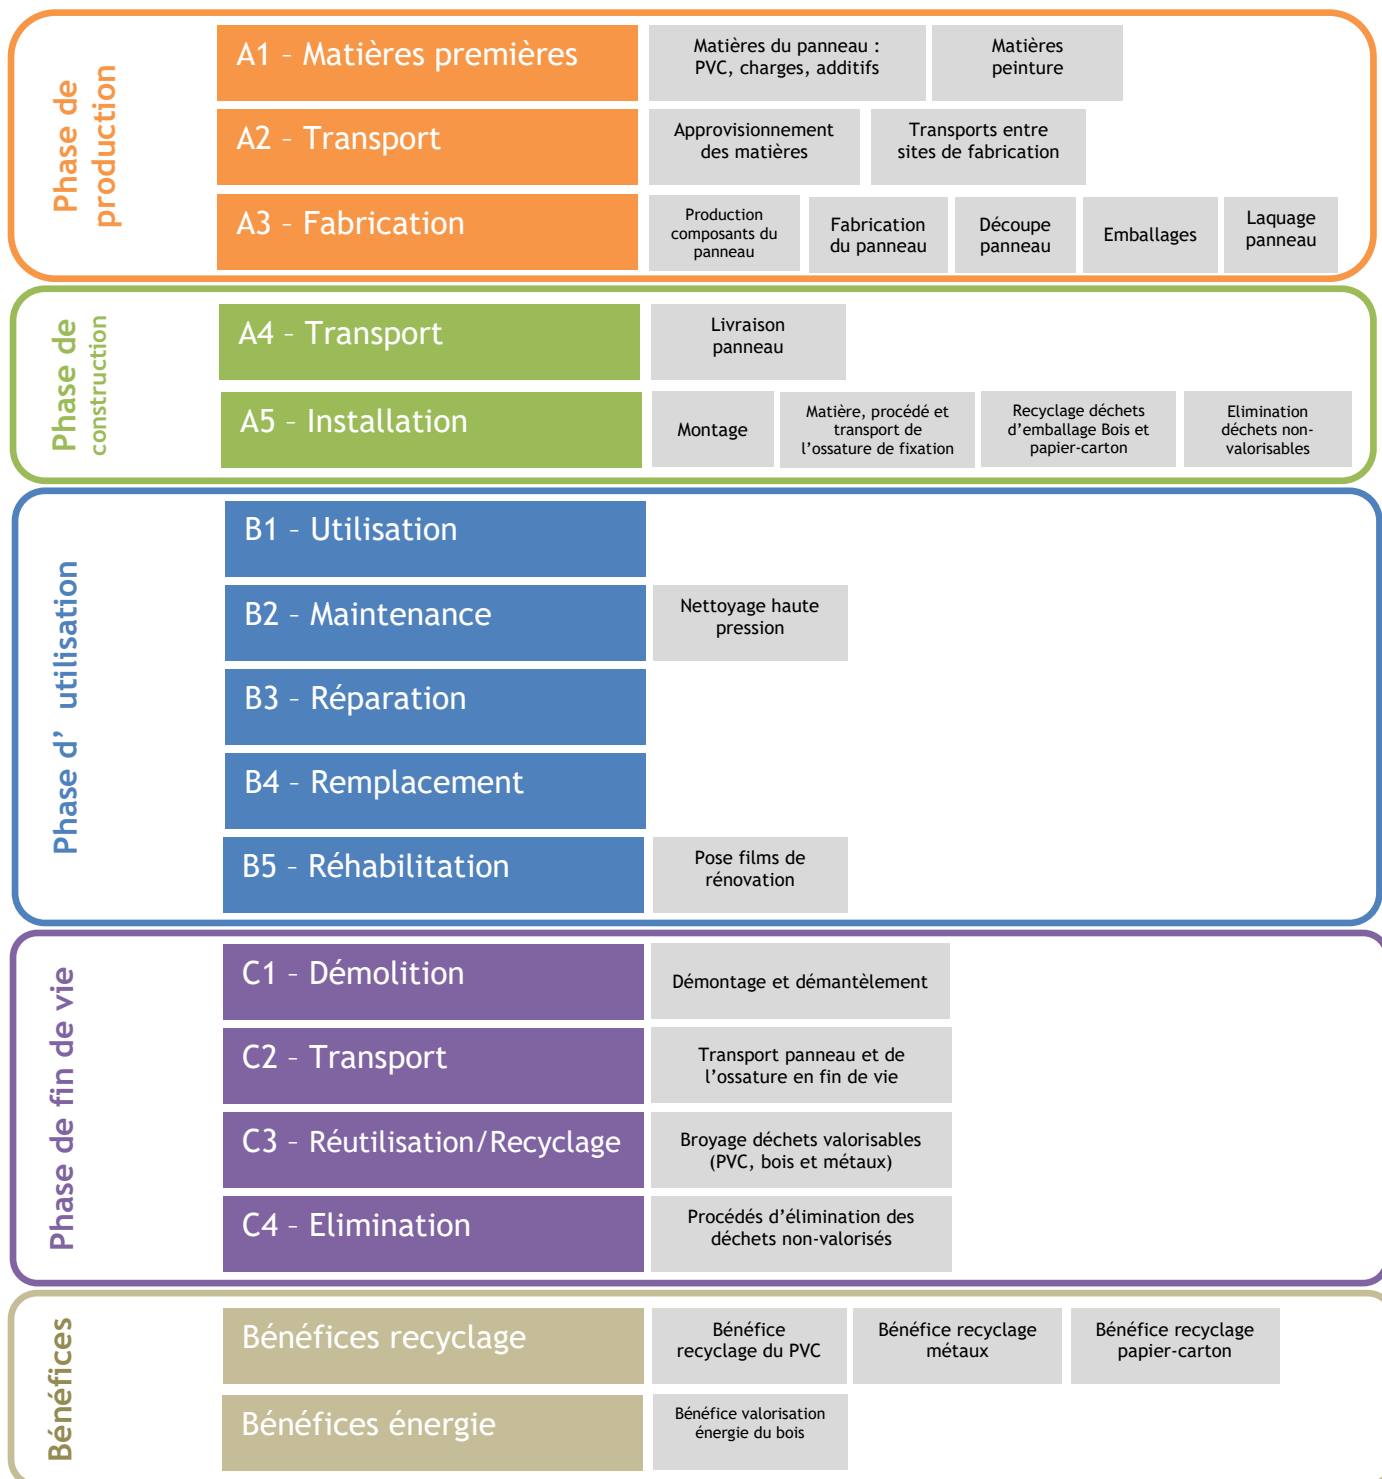 Phase de
production
A1 – Matières premières
Matières du panneau :
PVC, charges, additifs
Matières
peinture
A2 – Transport
Approvisionnement
des matières
Transports entre
sites de fabrication
A3 – Fabrication
Production
composants du
panneau
Fabrication
du panneau
Découpe
panneau
Emballages
Laquage
panneau
Phase de
construction
A4 – Transport
Livraison
panneau
A5 – Installation
Montage
Matière, procédé et
transport de
l’ossature de fixation
Recyclage déchets
d’emballage Bois et
papier-carton
Elimination
déchets non-
valorisables
Phase d’ utilisation
B1 – Utilisation
B2 – Maintenance
Nettoyage haute
pression
B3 – Réparation
B4 – Remplacement
B5 – Réhabilitation
Pose films de
rénovation
Phase de fin de vie
C1 – Démolition
Démontage et démantèlement
C2 – Transport
Transport panneau et de
l’ossature en fin de vie
C3 – Réutilisation/Recyclage
Broyage déchets valorisables
(PVC, bois et métaux)
C4 – Elimination
Procédés d’élimination des
déchets non-valorisés
Bénéfices
Bénéfices recyclage
Bénéfice
recyclage du PVC
Bénéfice recyclage
métaux
Bénéfice recyclage
papier-carton
Bénéfices énergie
Bénéfice valorisation
énergie du bois